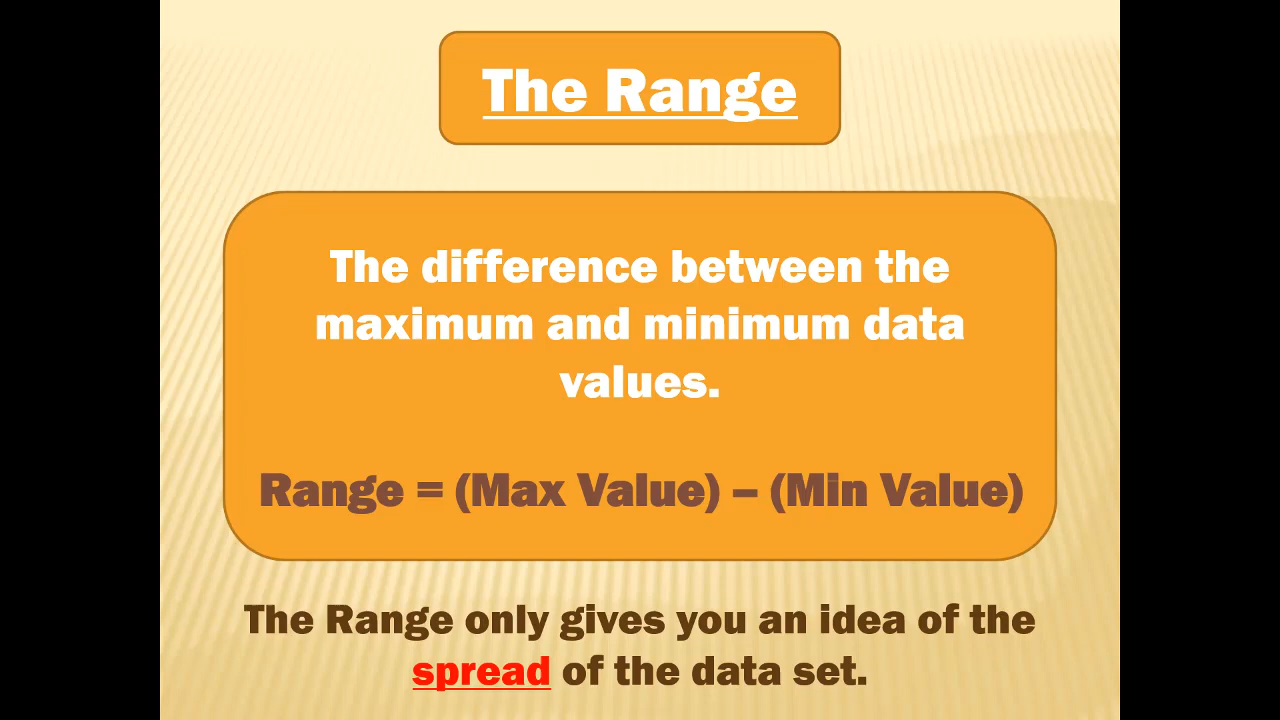 The Range
The difference between the
maximum and minimum data
values.
Range = (Max Value) – (Min Value)
The Range only gives you an idea of the
spread of the data set.